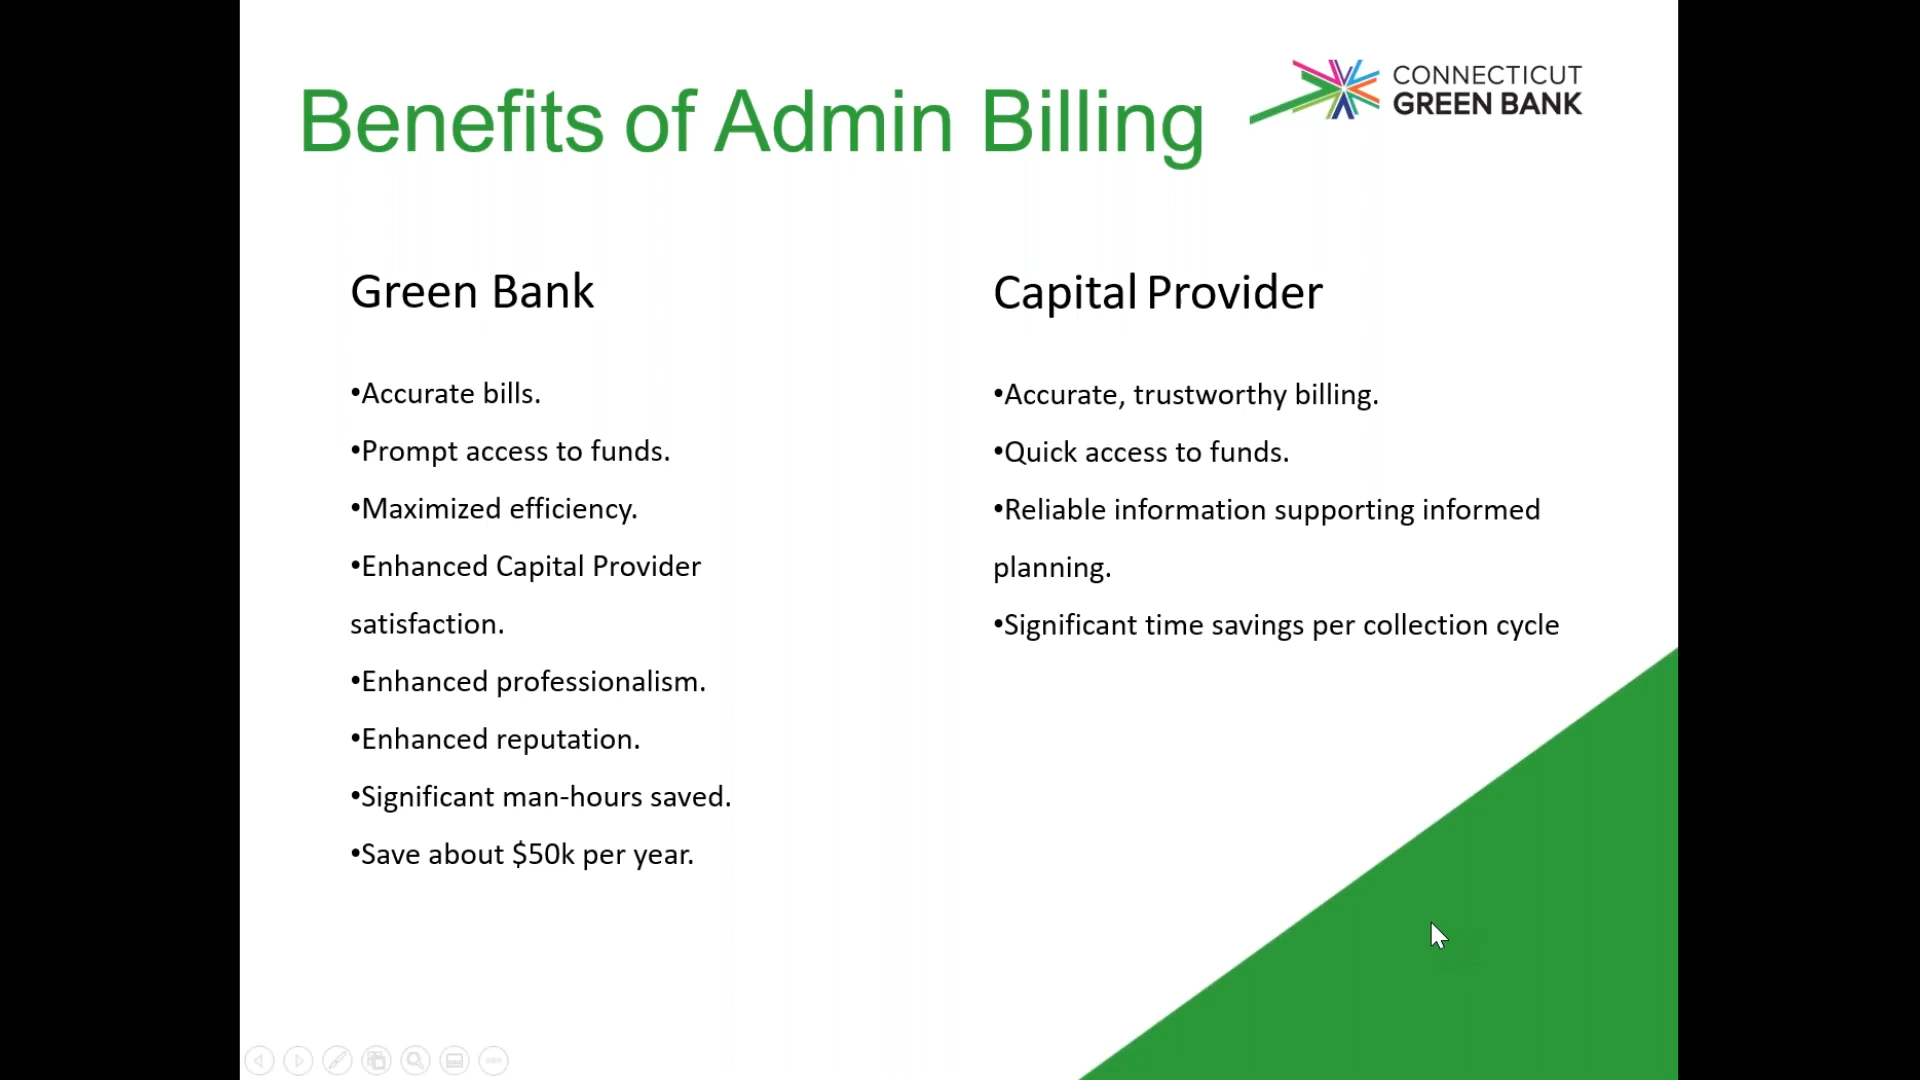 Benefits of Admin Billing
CONNECTICUT
GREEN BANK
Green Bank
•Accurate bills.
•Prompt access to funds.
•Maximized efficiency.
•Enhanced Capital Provider
satisfaction.
•Enhanced professionalism.
•Enhanced reputation.
•Significant man-hours saved.
•Save about $50k per year.
Capital Provider
•Accurate, trustworthy billing.
•Quick access to funds.
•Reliable information supporting informed
planning.
•Significant time savings per collection cycle